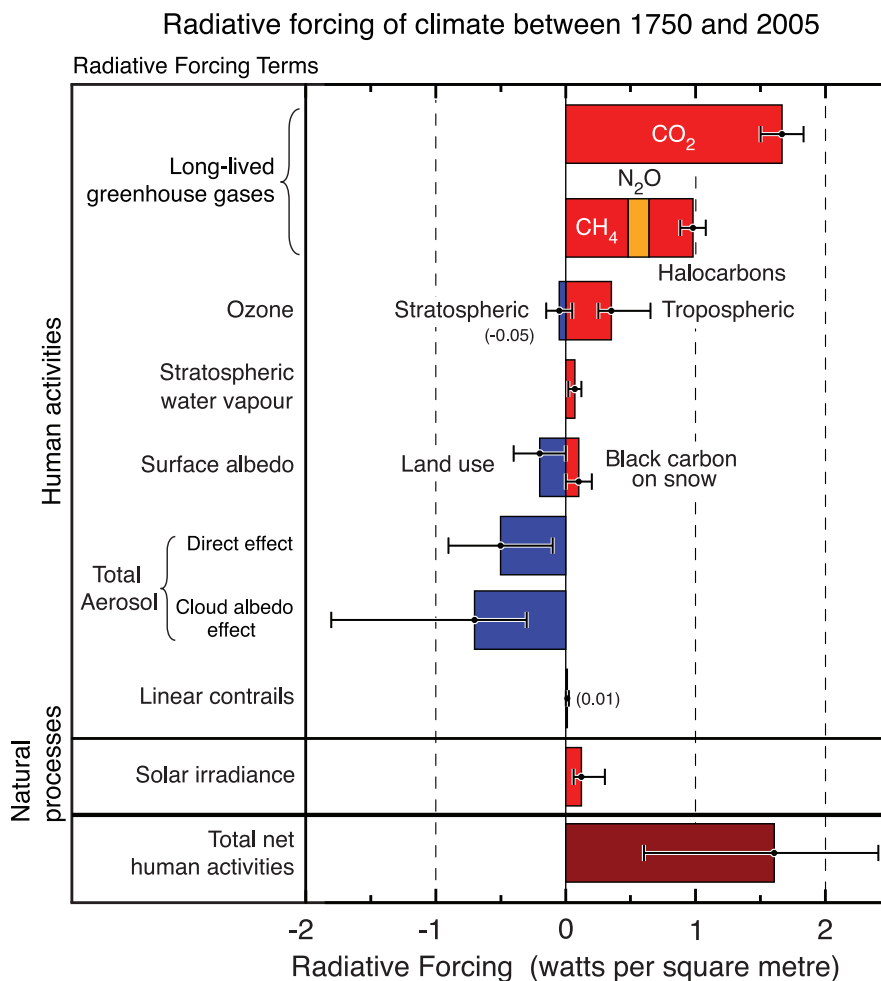 Radiative forcing of climate between 1750 and 2005
Radiative Forcing Terms
Human activities
Long-lived
greenhouse gases
CO₂
N₂O
CH₄
Halocarbons
Ozone
Stratospheric
(-0.05)
Tropospheric
Stratospheric
water vapour
Surface albedo
Land use
Black carbon
on snow
Total
Aerosol
Direct effect
Cloud albedo
effect
Linear contrails
(0.01)
Natural
processes
Solar irradiance
Total net
human activities
-2 -1 0 1 2
Radiative Forcing (watts per square metre)